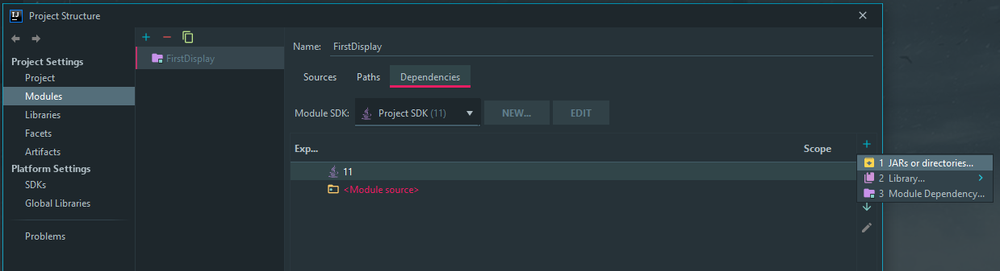 IJ Project Structure
Project Settings
Project
Modules
Libraries
Facets
Artifacts
Platform Settings
SDKs
Global Libraries
Problems
FirstDisplay
Name: FirstDisplay
Sources Paths Dependencies
Module SDK: Project SDK (11) NEW... EDIT
Exp... Scope
11
<Module source>
1 JARs or directories...
2 Library...
3 Module Dependency...